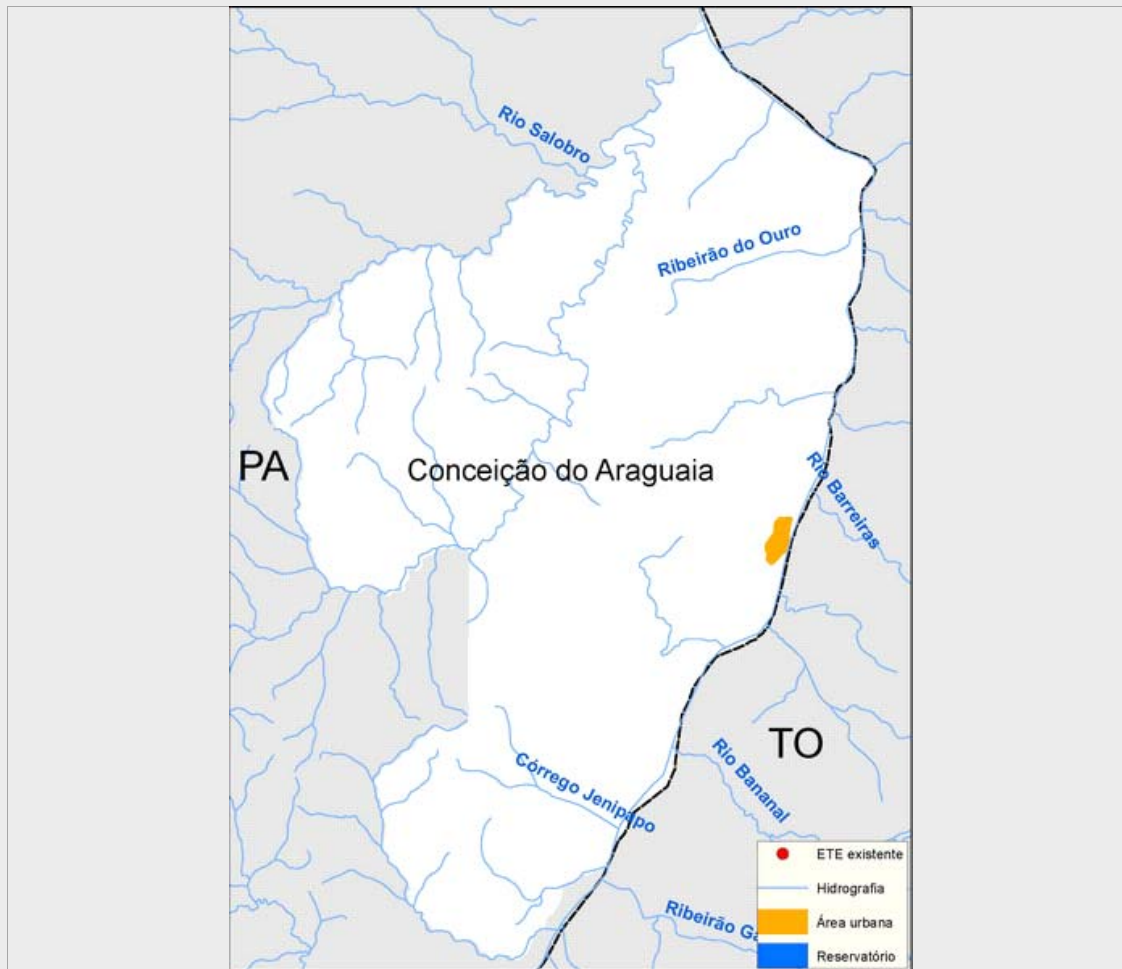 Rio Salobro
Ribeirão do Ouro
PA
Conceição do Araguaia
Rio Barreiras
TO
Rio Bananal
Córrego Jenipapo
Ribeirão
ETE existente
Hidrografia
Área urbana
Reservatório